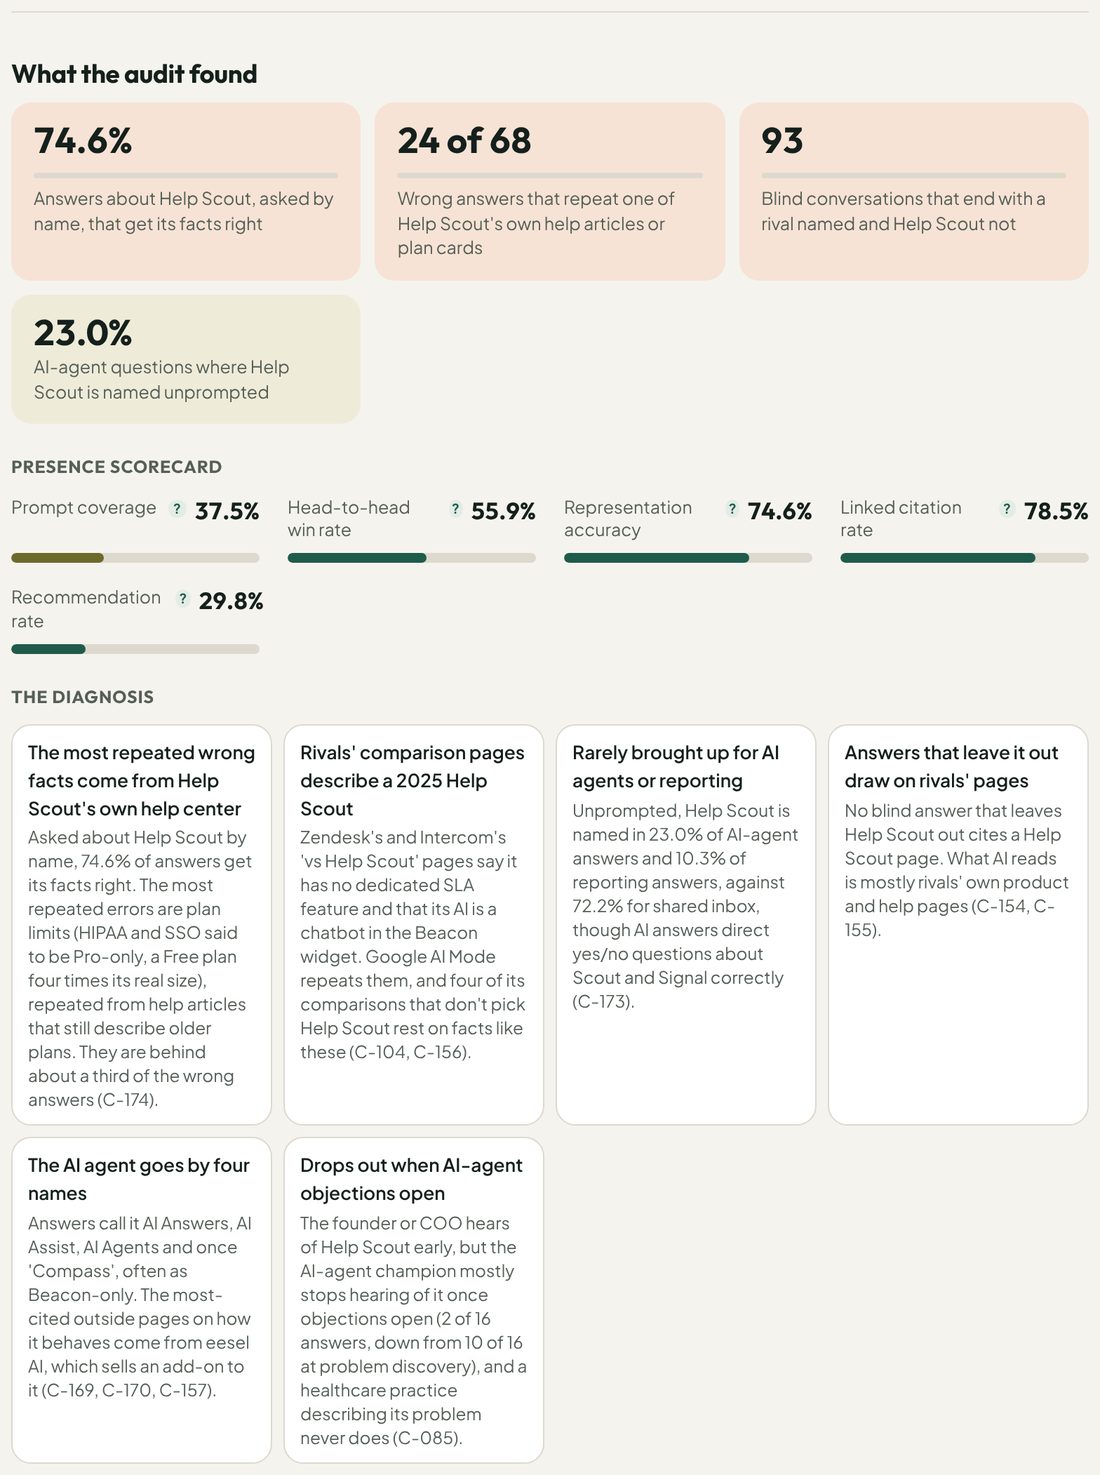 What the audit found
74.6%
Answers about Help Scout, asked by
name, that get its facts right
24 of 68
Wrong answers that repeat one of
Help Scout's own help articles or
plan cards
93
Blind conversations that end with a
rival named and Help Scout not
23.0%
AI-agent questions where Help
Scout is named unprompted
PRESENCE SCORECARD
Prompt coverage ? 37.5%
Head-to-head
win rate
? 55.9%
Representation
accuracy
? 74.6%
Linked citation
rate
? 78.5%
Recommendation
rate
? 29.8%
THE DIAGNOSIS
The most repeated wrong
facts come from Help
Scout's own help center
Asked about Help Scout by
name, 74.6% of answers get
its facts right. The most
repeated errors are plan
limits (HIPAA and SSO said
to be Pro-only, a Free plan
four times its real size),
repeated from help articles
that still describe older
plans. They are behind
about a third of the wrong
answers (C-174).
Rivals' comparison pages
describe a 2025 Help
Scout
Zendesk's and Intercom's
'vs Help Scout' pages say it
has no dedicated SLA
feature and that its AI is a
chatbot in the Beacon
widget. Google AI Mode
repeats them, and four of its
comparisons that don't pick
Help Scout rest on facts like
these (C-104, C-156).
Rarely brought up for AI
agents or reporting
Unprompted, Help Scout is
named in 23.0% of AI-agent
answers and 10.3% of
reporting answers, against
72.2% for shared inbox,
though AI answers direct
yes/no questions about
Scout and Signal correctly
(C-173).
Answers that leave it out
draw on rivals' pages
No blind answer that leaves
Help Scout out cites a Help
Scout page. What AI reads
is mostly rivals' own product
and help pages (C-154, C-
155).
The AI agent goes by four
names
Answers call it AI Answers, AI
Assist, AI Agents and once
'Compass', often as
Beacon-only. The most-
cited outside pages on how
it behaves come from eesel
AI, which sells an add-on to
it (C-169, C-170, C-157).
Drops out when AI-agent
objections open
The founder or COO hears
of Help Scout early, but the
AI-agent champion mostly
stops hearing of it once
objections open (2 of 16
answers, down from 10 of 16
at problem discovery), and a
healthcare practice
describing its problem
never does (C-085).